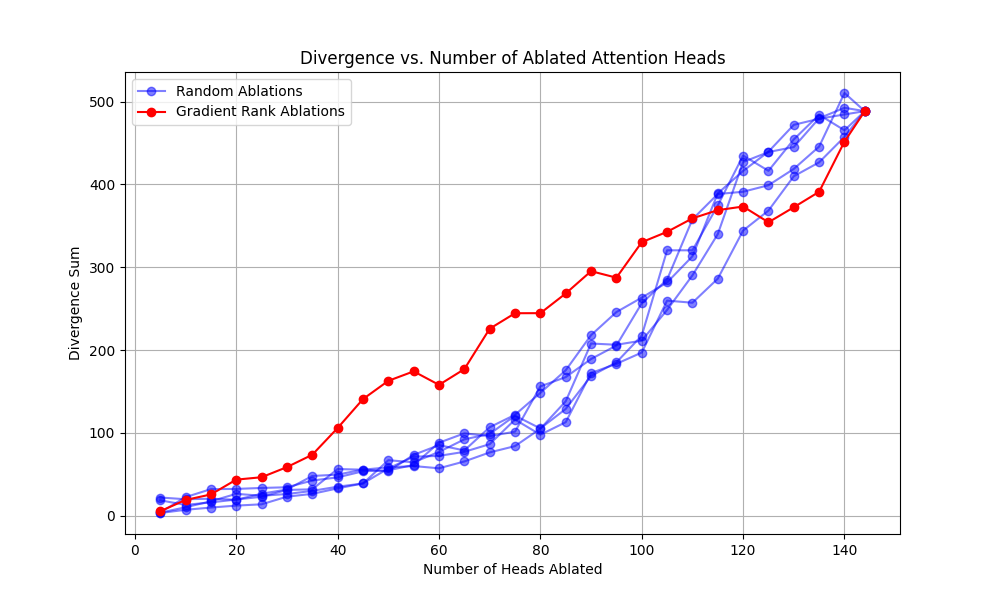 Divergence vs. Number of Ablated Attention Heads
Random Ablations
Gradient Rank Ablations
Divergence Sum
500
400
300
200
100
0
0 20 40 60 80 100 120 140
Number of Heads Ablated